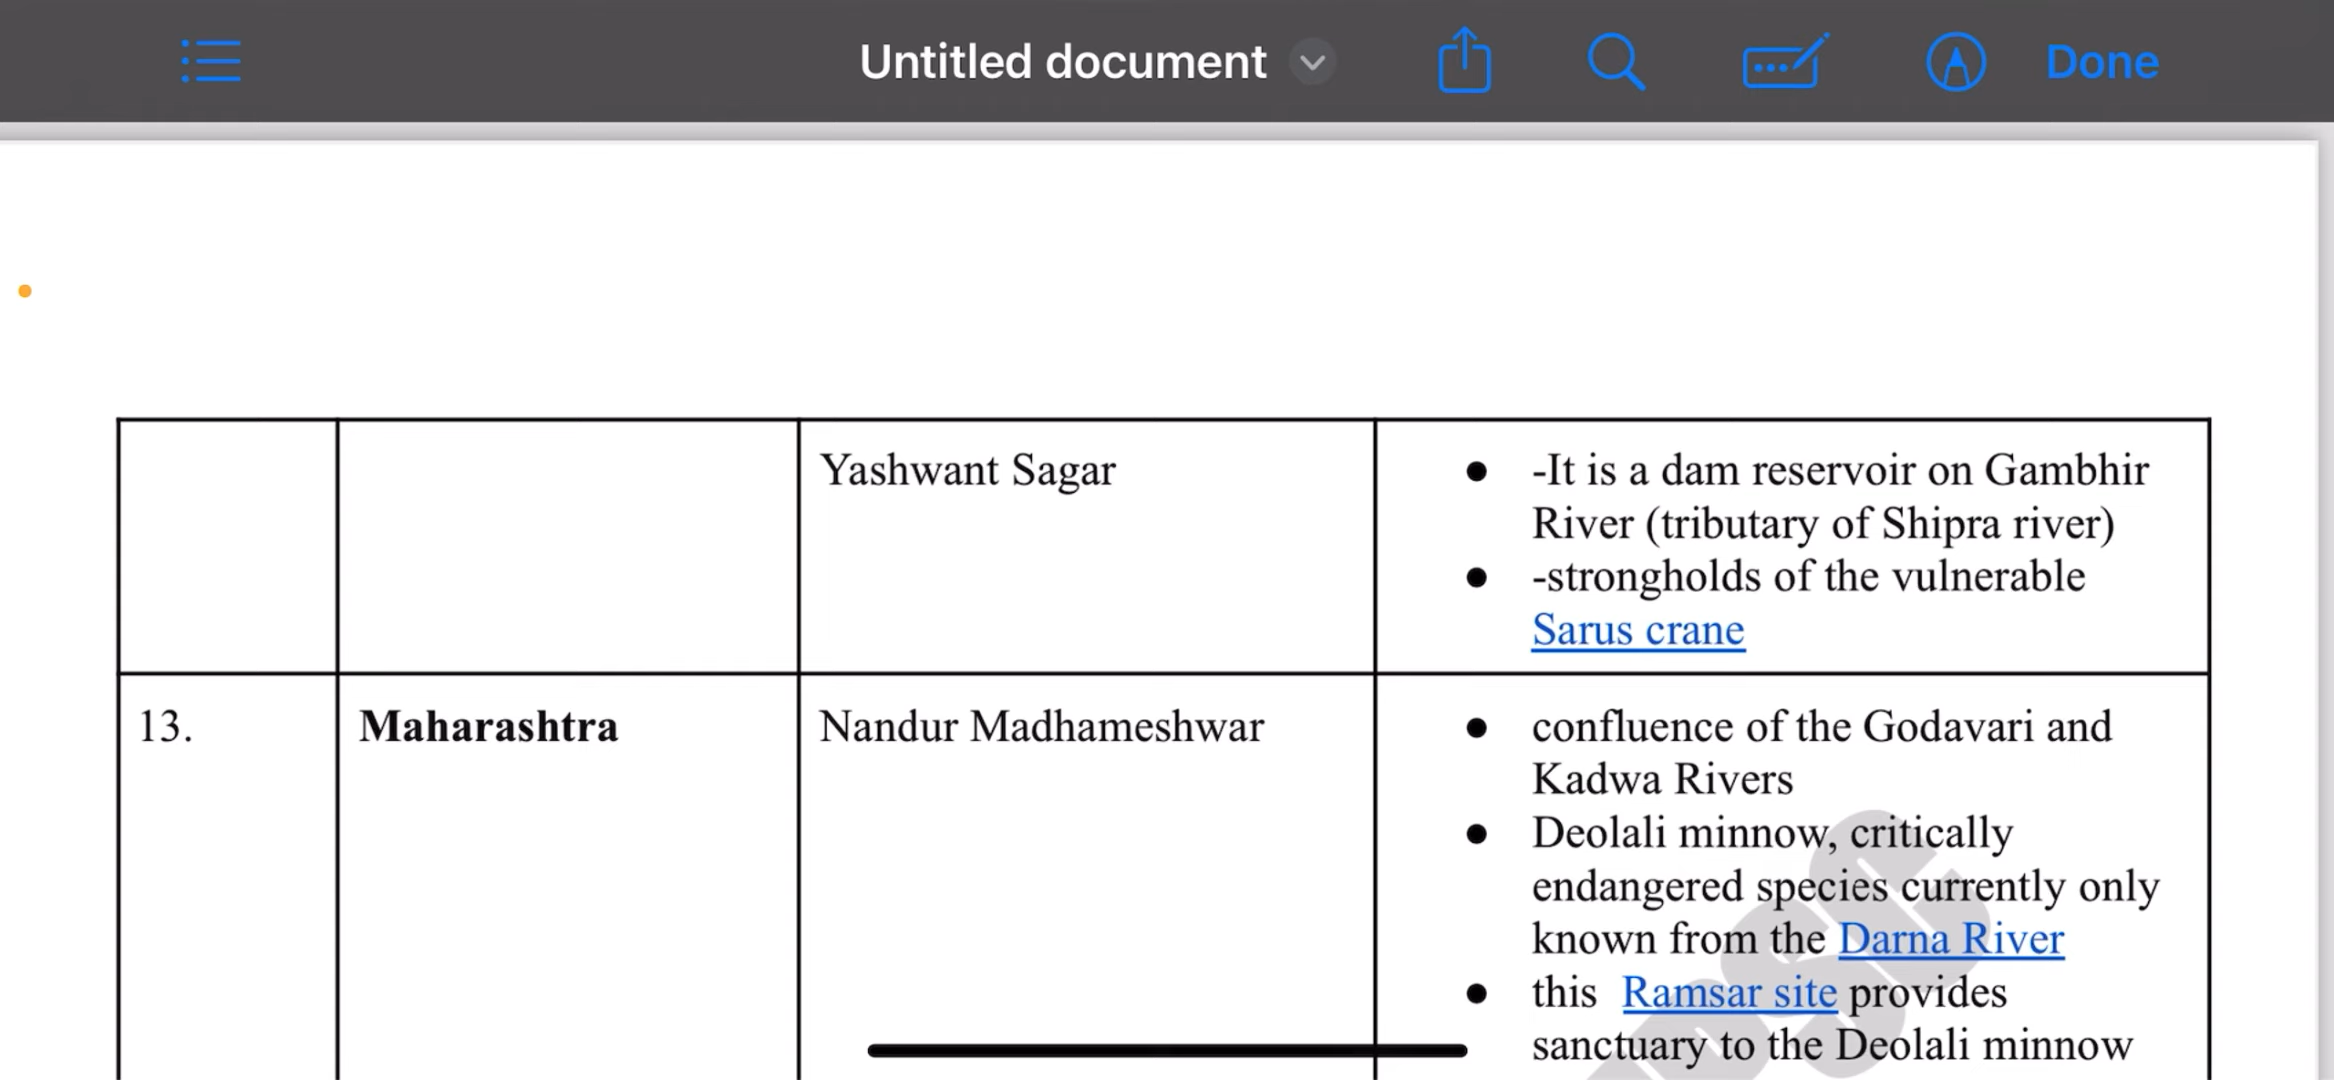 Untitled document
Done
Yashwant Sagar
● -It is a dam reservoir on Gambhir
River (tributary of Shipra river)
● -strongholds of the vulnerable
Sarus crane
13.
Maharashtra
Nandur Madhameshwar
● confluence of the Godavari and
Kadwa Rivers
● Deolali minnow, critically
endangered species currently only
known from the Darna River
● this Ramsar site provides
sanctuary to the Deolali minnow